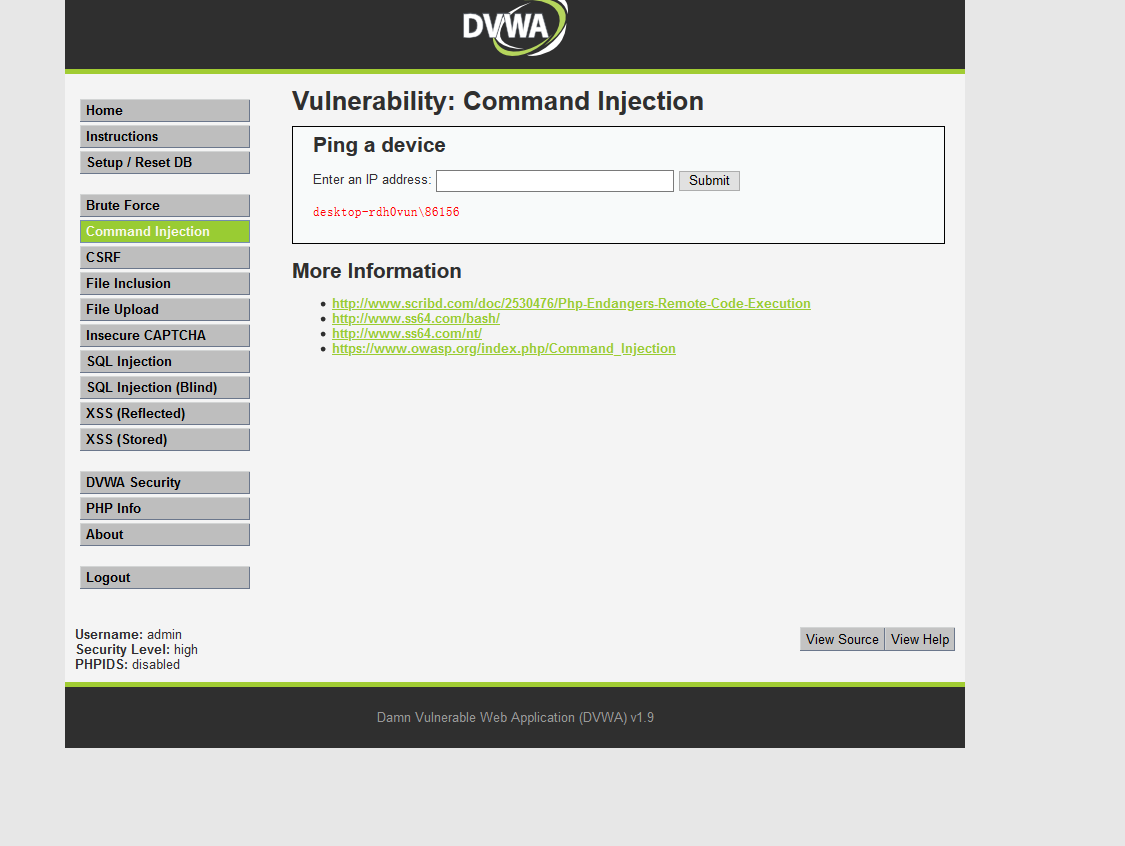 DVWA
Home
Instructions
Setup / Reset DB
Brute Force
Command Injection
CSRF
File Inclusion
File Upload
Insecure CAPTCHA
SQL Injection
SQL Injection (Blind)
XSS (Reflected)
XSS (Stored)
DVWA Security
PHP Info
About
Logout
Vulnerability: Command Injection
Ping a device
Enter an IP address: Submit
desktop-rdh0vun\86156
More Information
http://www.scribd.com/doc/2530476/Php-Endangers-Remote-Code-Execution
http://www.ss64.com/bash/
http://www.ss64.com/nt/
https://www.owasp.org/index.php/Command_Injection
Username: admin
Security Level: high
PHPIDS: disabled
View Source View Help
Damn Vulnerable Web Application (DVWA) v1.9